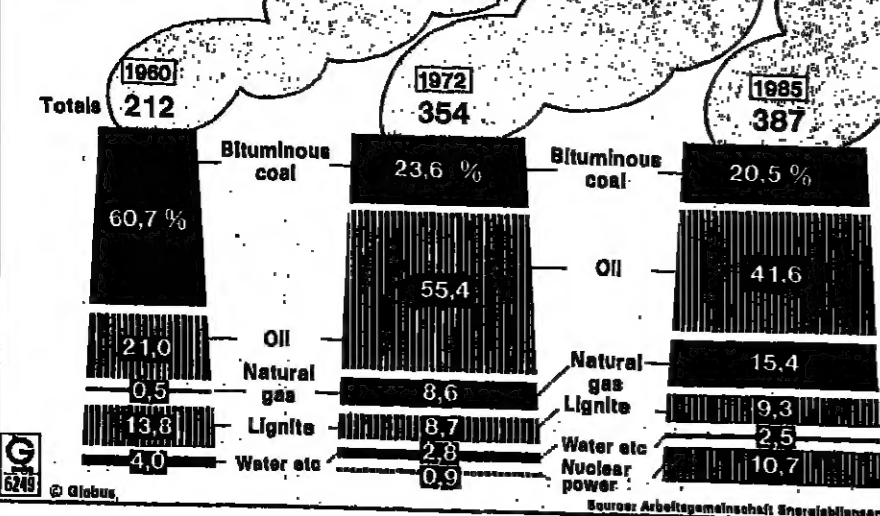 1960
Totals 212
60,7 %
21,0
0,5
13,8
4,0
Bituminous
coal
Oil
Natural
gas
Lignite
Water etc
1972
354
23,6 %
55,4
8,6
8,7
2,8
0,9
Bituminous
coal
Oil
Natural
gas
Lignite
Water etc
Nuclear
power
1985
387
20,5 %
41,6
15,4
9,3
2,5
10,7
6249
© Globus
Source: Arbeitsgemeinschaft Energiebilanzen